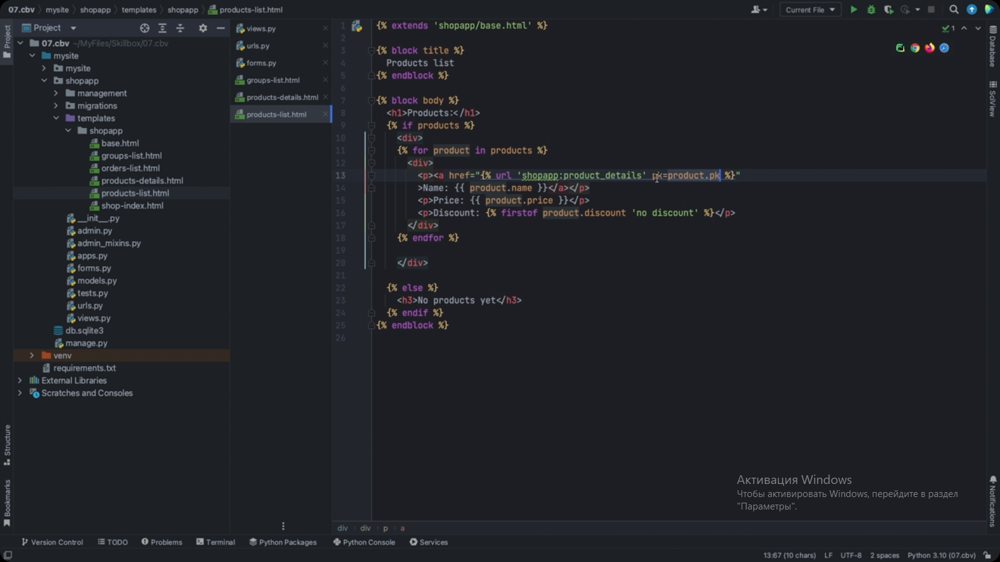 07.cbv mysite shopapp templates shopapp products-list.html
Current File
Project
07.cbv ~/MyFiles/Skillbox/07.cbv
mysite
mysite
shopapp
management
migrations
templates
shopapp
base.html
groups-list.html
orders-list.html
products-details.html
products-list.html
shop-index.html
__init__.py
admin.py
admin_mixins.py
apps.py
forms.py
models.py
tests.py
urls.py
views.py
db.sqlite3
manage.py
venv
requirements.txt
External Libraries
Scratches and Consoles
views.py
urls.py
forms.py
groups-list.html
products-details.html
products-list.html
1 {% extends 'shopapp/base.html' %}
2
3 {% block title %}
4 Products list
5 {% endblock %}
6
7 {% block body %}
8 <h1>Products:</h1>
9 {% if products %}
10 <div>
11 {% for product in products %}
12 <div>
13 <p><a href="{% url 'shopapp:product_details' pk=product.pk %}"
14 >Name: {{ product.name }}</a></p>
15 <p>Price: {{ product.price }}</p>
16 <p>Discount: {% firstof product.discount 'no discount' %}</p>
17 </div>
18 {% endfor %}
19
20 </div>
21
22 {% else %}
23 <h3>No products yet</h3>
24 {% endif %}
25 {% endblock %}
26
1
Project
Structure
Bookmarks
Database
SciView
Notifications
Активация Windows
Чтобы активировать Windows, перейдите в раздел
"Параметры".
div div p a
Version Control TODO Problems Terminal Python Packages Python Console Services
13:67 (10 chars) LF UTF-8 2 spaces Python 3.10 (07.cbv)